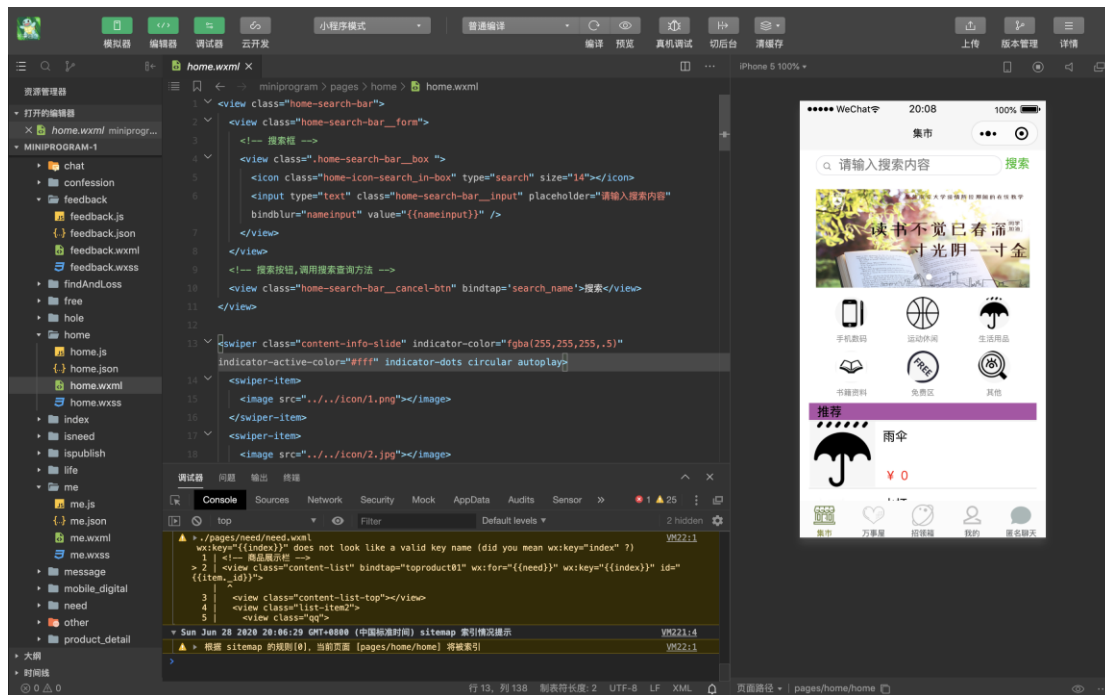 小程序模式
普通编译
模拟器 编辑器 调试器 云开发
编译 预览 真机调试 切后台 清缓存
上传 版本管理 详情
资源管理器
打开的编辑器
home.wxml miniprogr...
MINIPROGRAM-1
chat
confession
feedback
feedback.js
feedback.json
feedback.wxml
feedback.wxss
findAndLoss
free
hole
home
home.js
home.json
home.wxml
home.wxss
index
isneed
ispublish
life
me
me.js
me.json
me.wxml
me.wxss
message
mobile_digital
need
other
product_detail
大纲
时间线
0 0
home.wxml
miniprogram > pages > home > home.wxml
1 <view class="home-search-bar">
2 <view class="home-search-bar__form">
3 <!-- 搜索框 -->
4 <view class=".home-search-bar__box ">
5 <icon class="home-icon-search_in-box" type="search" size="14"></icon>
6 <input type="text" class="home-search-bar__input" placeholder="请输入搜索内容"
bindblur="nameinput" value="{{nameinput}}" />
7 </view>
8 </view>
9 <!-- 搜索按钮,调用搜索查询方法 -->
10 <view class="home-search-bar__cancel-btn" bindtap='search_name'>搜索</view>
11 </view>
12
13 <swiper class="content-info-slide" indicator-color="fgba(255,255,255,.5)"
indicator-active-color="#fff" indicator-dots circular autoplay>
14 <swiper-item>
15 <image src="../../icon/1.png"></image>
16 </swiper-item>
17 <swiper-item>
18 <image src="../../icon/2.jpg"></image>
调试器 问题 输出 终端
Console Sources Network Security Mock AppData Audits Sensor » 1 25
top Filter Default levels 2 hidden
./pages/need/need.wxml VM22:1
wx:key="{{index}}" does not look like a valid key name (did you mean wx:key="index" ?)
1 | <!-- 商品展示栏 -->
> 2 | <view class="content-list" bindtap="toproduct01" wx:for="{{need}}" wx:key="{{index}}" id="
{{item._id}}">
| ^
3 | <view class="content-list-top"></view>
4 | <view class="list-item2">
5 | <view class="qq">
Sun Jun 28 2020 20:06:29 GMT+0800 (中国标准时间) sitemap 索引情况提示 VM221:4
根据 sitemap 的规则[0]，当前页面 [pages/home/home] 将被索引 VM22:1
行 13，列 138 制表符长度: 2 UTF-8 LF XML
iPhone 5 100%
WeChat 20:08 100%
集市
请输入搜索内容 搜索
读书不觉已春深
一寸光阴一寸金
手机数码 运动休闲 生活用品
FREE
书籍资料 免费区 其他
推荐
雨伞
¥ 0
集市 万事屋 招领箱 我的 匿名聊天
页面路径 pages/home/home